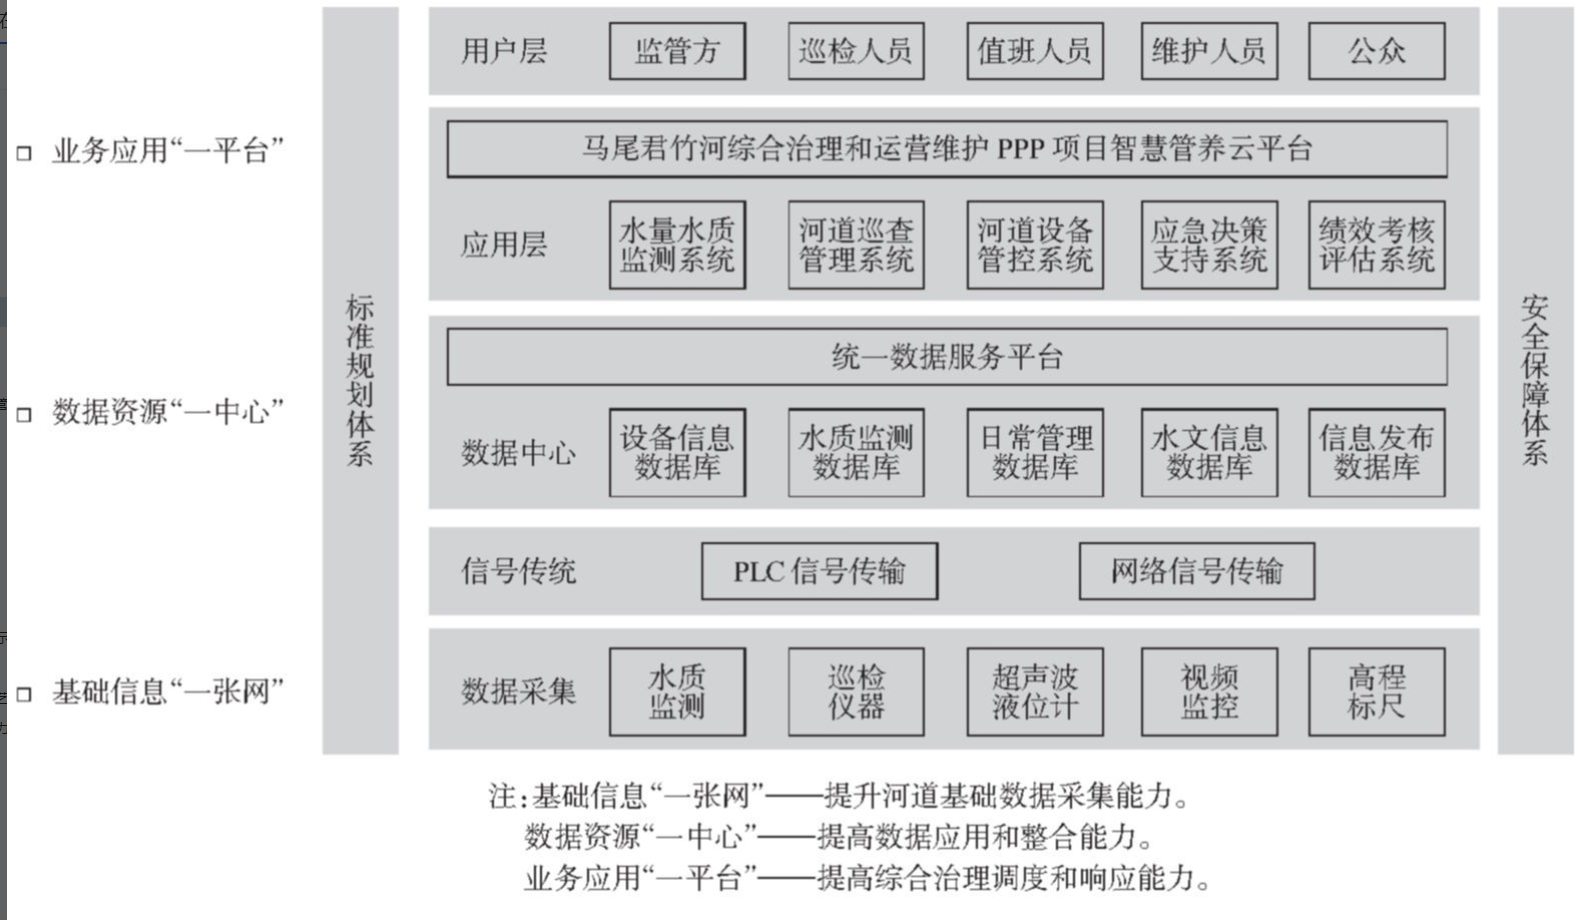 用户层 监管方 巡检人员 值班人员 维护人员 公众
□ 业务应用“一平台”
马尾君竹河综合治理和运营维护 PPP 项目智慧管养云平台
应用层
水量水质
监测系统
河道巡查
管理系统
河道设备
管控系统
应急决策
支持系统
绩效考核
评估系统
标准规划体系
安全保障体系
□ 数据资源“一中心”
统一数据服务平台
数据中心
设备信息
数据库
水质监测
数据库
日常管理
数据库
水文信息
数据库
信息发布
数据库
信号传统 PLC 信号传输 网络信号传输
□ 基础信息“一张网”
数据采集
水质
监测
巡检
仪器
超声波
液位计
视频
监控
高程
标尺
注:基础信息“一张网”——提升河道基础数据采集能力。
数据资源“一中心”——提高数据应用和整合能力。
业务应用“一平台”——提高综合治理调度和响应能力。